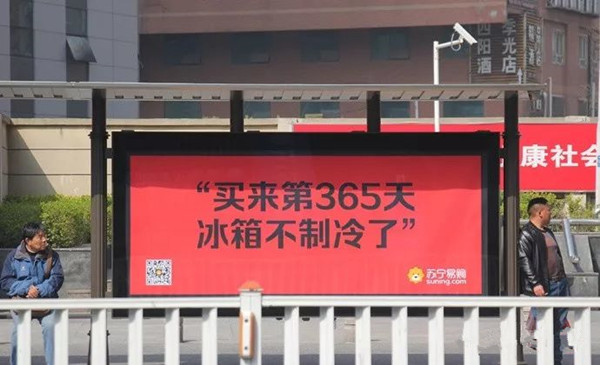 四阳酒
季光店
康社会
“买来第365天
冰箱不制冷了”
苏宁易购
suning.com